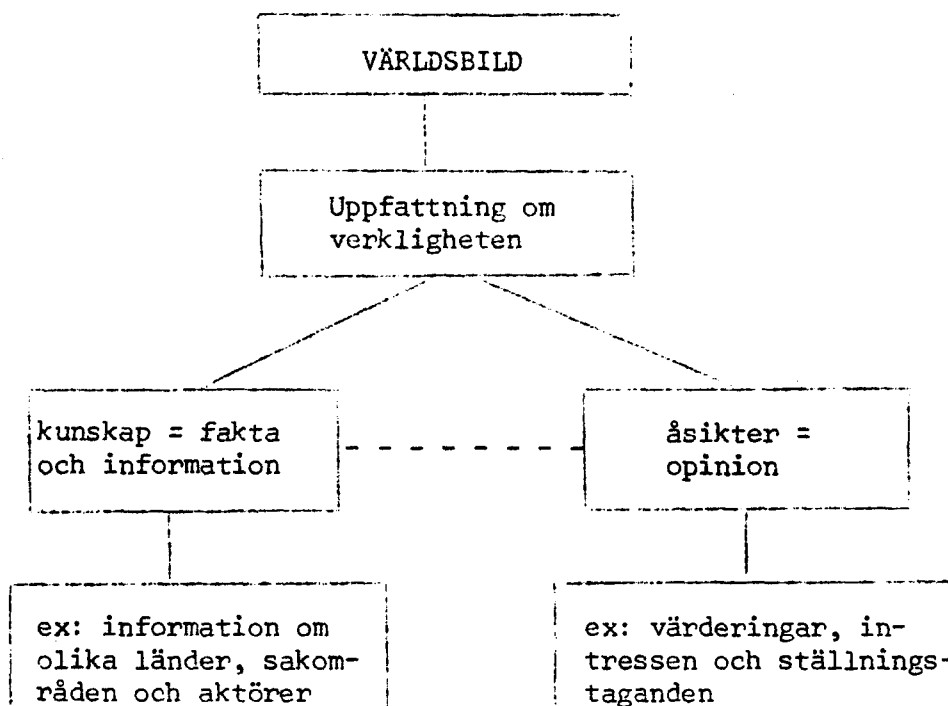 VÄRLDSBILD
Uppfattning om
verkligheten
kunskap = fakta
och information
åsikter =
opinion
ex: information om
olika länder, sakom-
råden och aktörer
ex: värderingar, in-
tressen och ställnings-
taganden